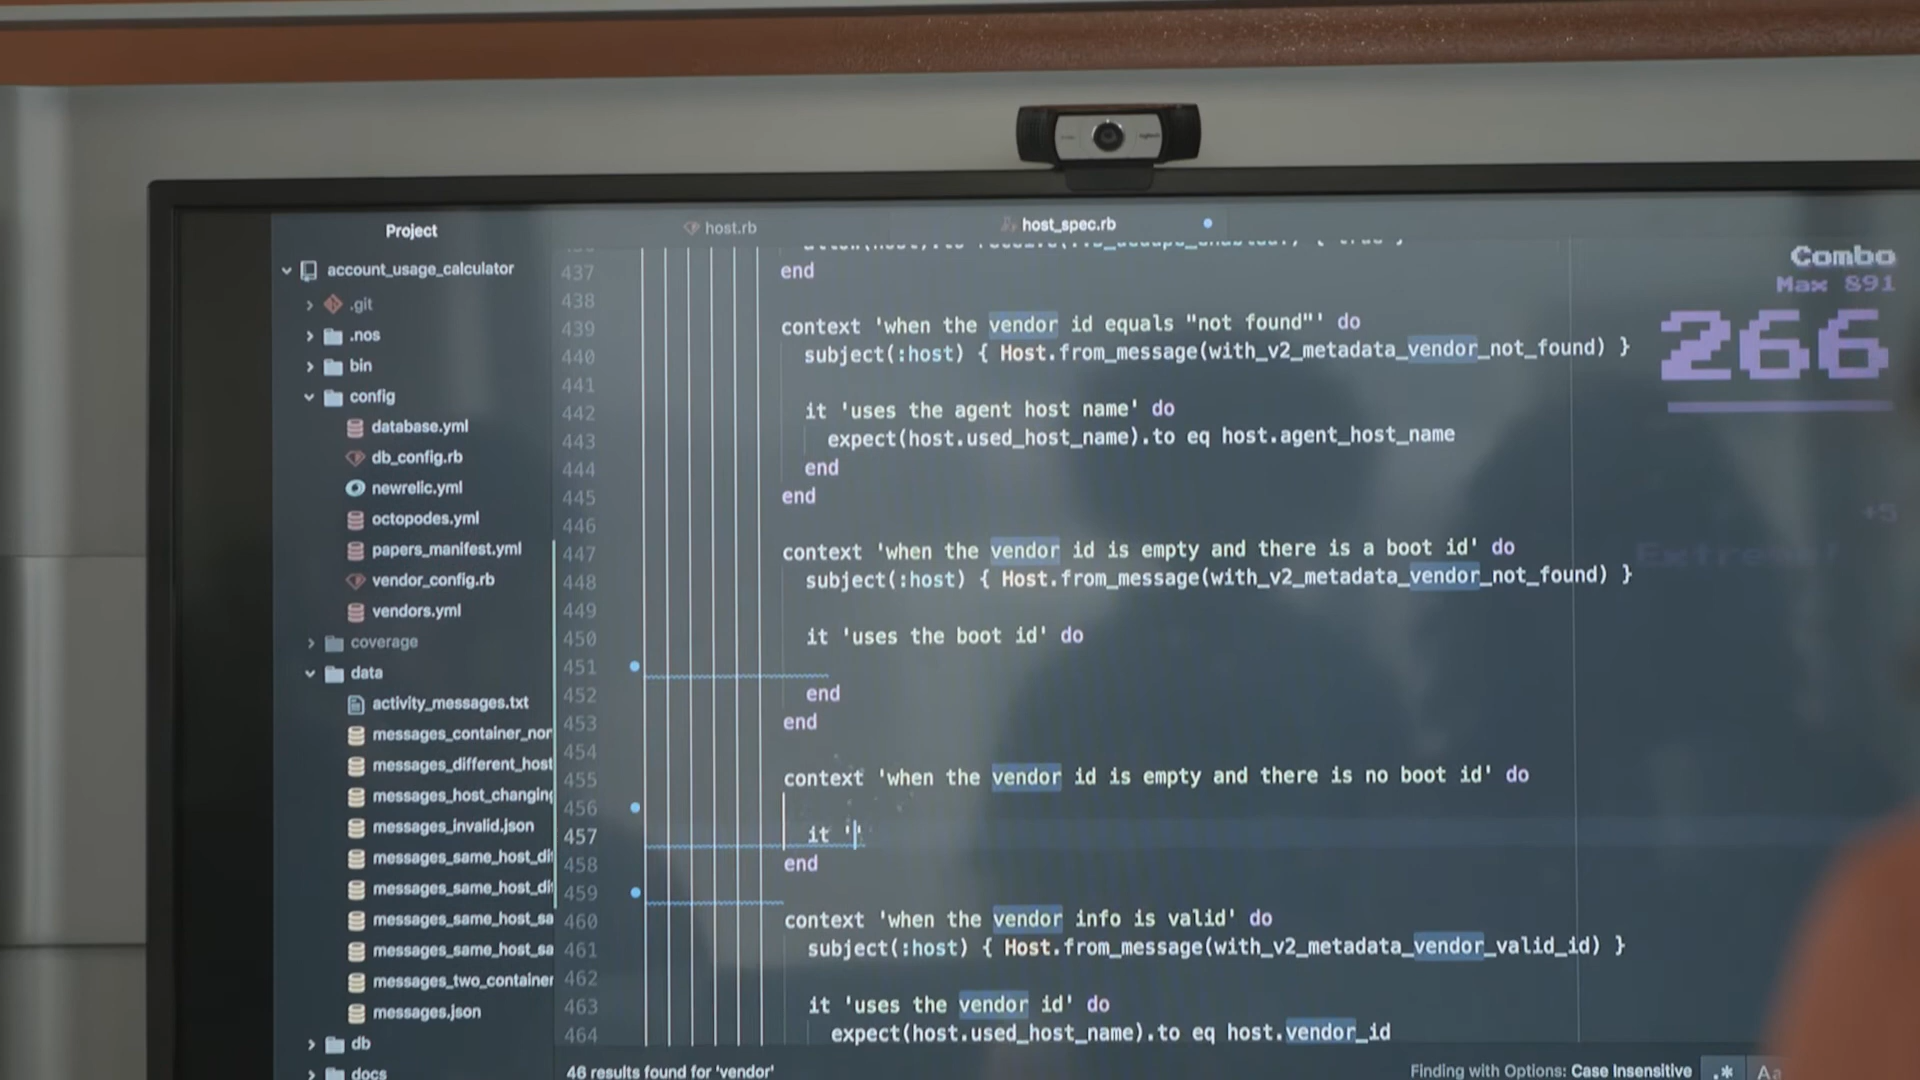 Project
host.rb
host_spec.rb
account_usage_calculator
.git
.nos
bin
config
database.yml
db_config.rb
newrelic.yml
octopodes.yml
papers_manifest.yml
vendor_config.rb
vendors.yml
coverage
data
activity_messages.txt
messages_container_nor
messages_different_host
messages_host_changing
messages_invalid.json
messages_same_host_dif
messages_same_host_dif
messages_same_host_sa
messages_same_host_sa
messages_two_container
messages.json
db
docs
437 end
438
439 context 'when the vendor id equals "not found"' do
440 subject(:host) { Host.from_message(with_v2_metadata_vendor_not_found) }
441
442 it 'uses the agent host name' do
443 expect(host.used_host_name).to eq host.agent_host_name
444 end
445 end
446
447 context 'when the vendor id is empty and there is a boot id' do
448 subject(:host) { Host.from_message(with_v2_metadata_vendor_not_found) }
449
450 it 'uses the boot id' do
451
452 end
453 end
454
455 context 'when the vendor id is empty and there is no boot id' do
456
457 it ''
458 end
459
460 context 'when the vendor info is valid' do
461 subject(:host) { Host.from_message(with_v2_metadata_vendor_valid_id) }
462
463 it 'uses the vendor id' do
464 expect(host.used_host_name).to eq host.vendor_id
Combo
Max 891
266
+5
46 results found for 'vendor'
Finding with Options: Case Insensitive
.*
Aa